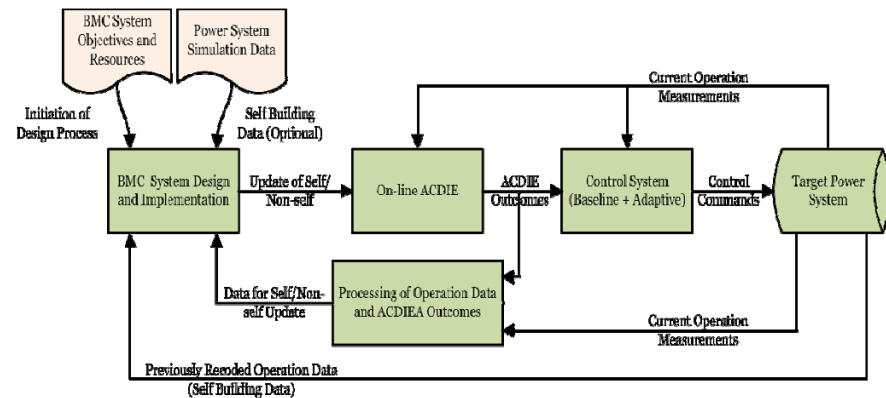 BMC System
Objectives and
Resources
Power System
Simulation Data
Initiation of
Design Process
Self Building
Data (Optional)
Current Operation
Measurements
BMC System Design
and Implementation
Update of Self/
Non-self
On-line ACDIE
ACDIE
Outcomes
Control System
(Baseline + Adaptive)
Control
Commands
Target Power
System
Data for Self/Non-
self Update
Processing of Operation Data
and ACDIEA Outcomes
Current Operation
Measurements
Previously Recoded Operation Data
(Self Building Data)